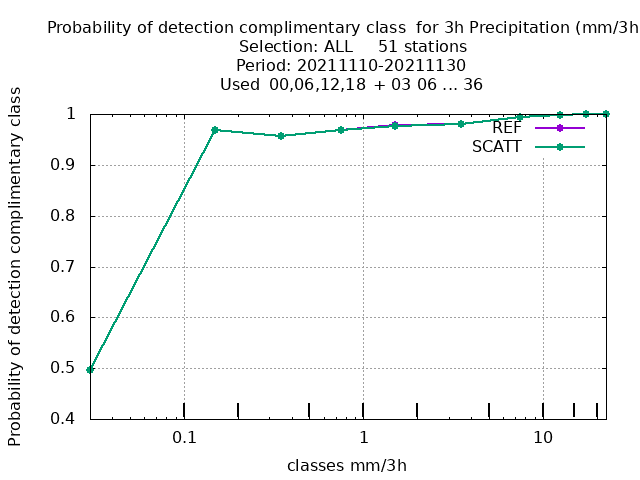 Probability of detection complimentary class for 3h Precipitation (mm/3h
Selection: ALL 51 stations
Period: 20211110-20211130
Used 00,06,12,18 + 03 06 ... 36
Probability of detection complimentary class
1
0.9
0.8
0.7
0.6
0.5
0.4
REF
SCATT
0.1 1 10
classes mm/3h